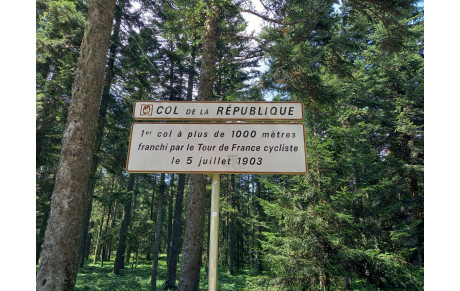 COL DE LA RÉPUBLIQUE
1er col à plus de 1000 mètres
franchi par le Tour de France cycliste
le 5 juillet 1903